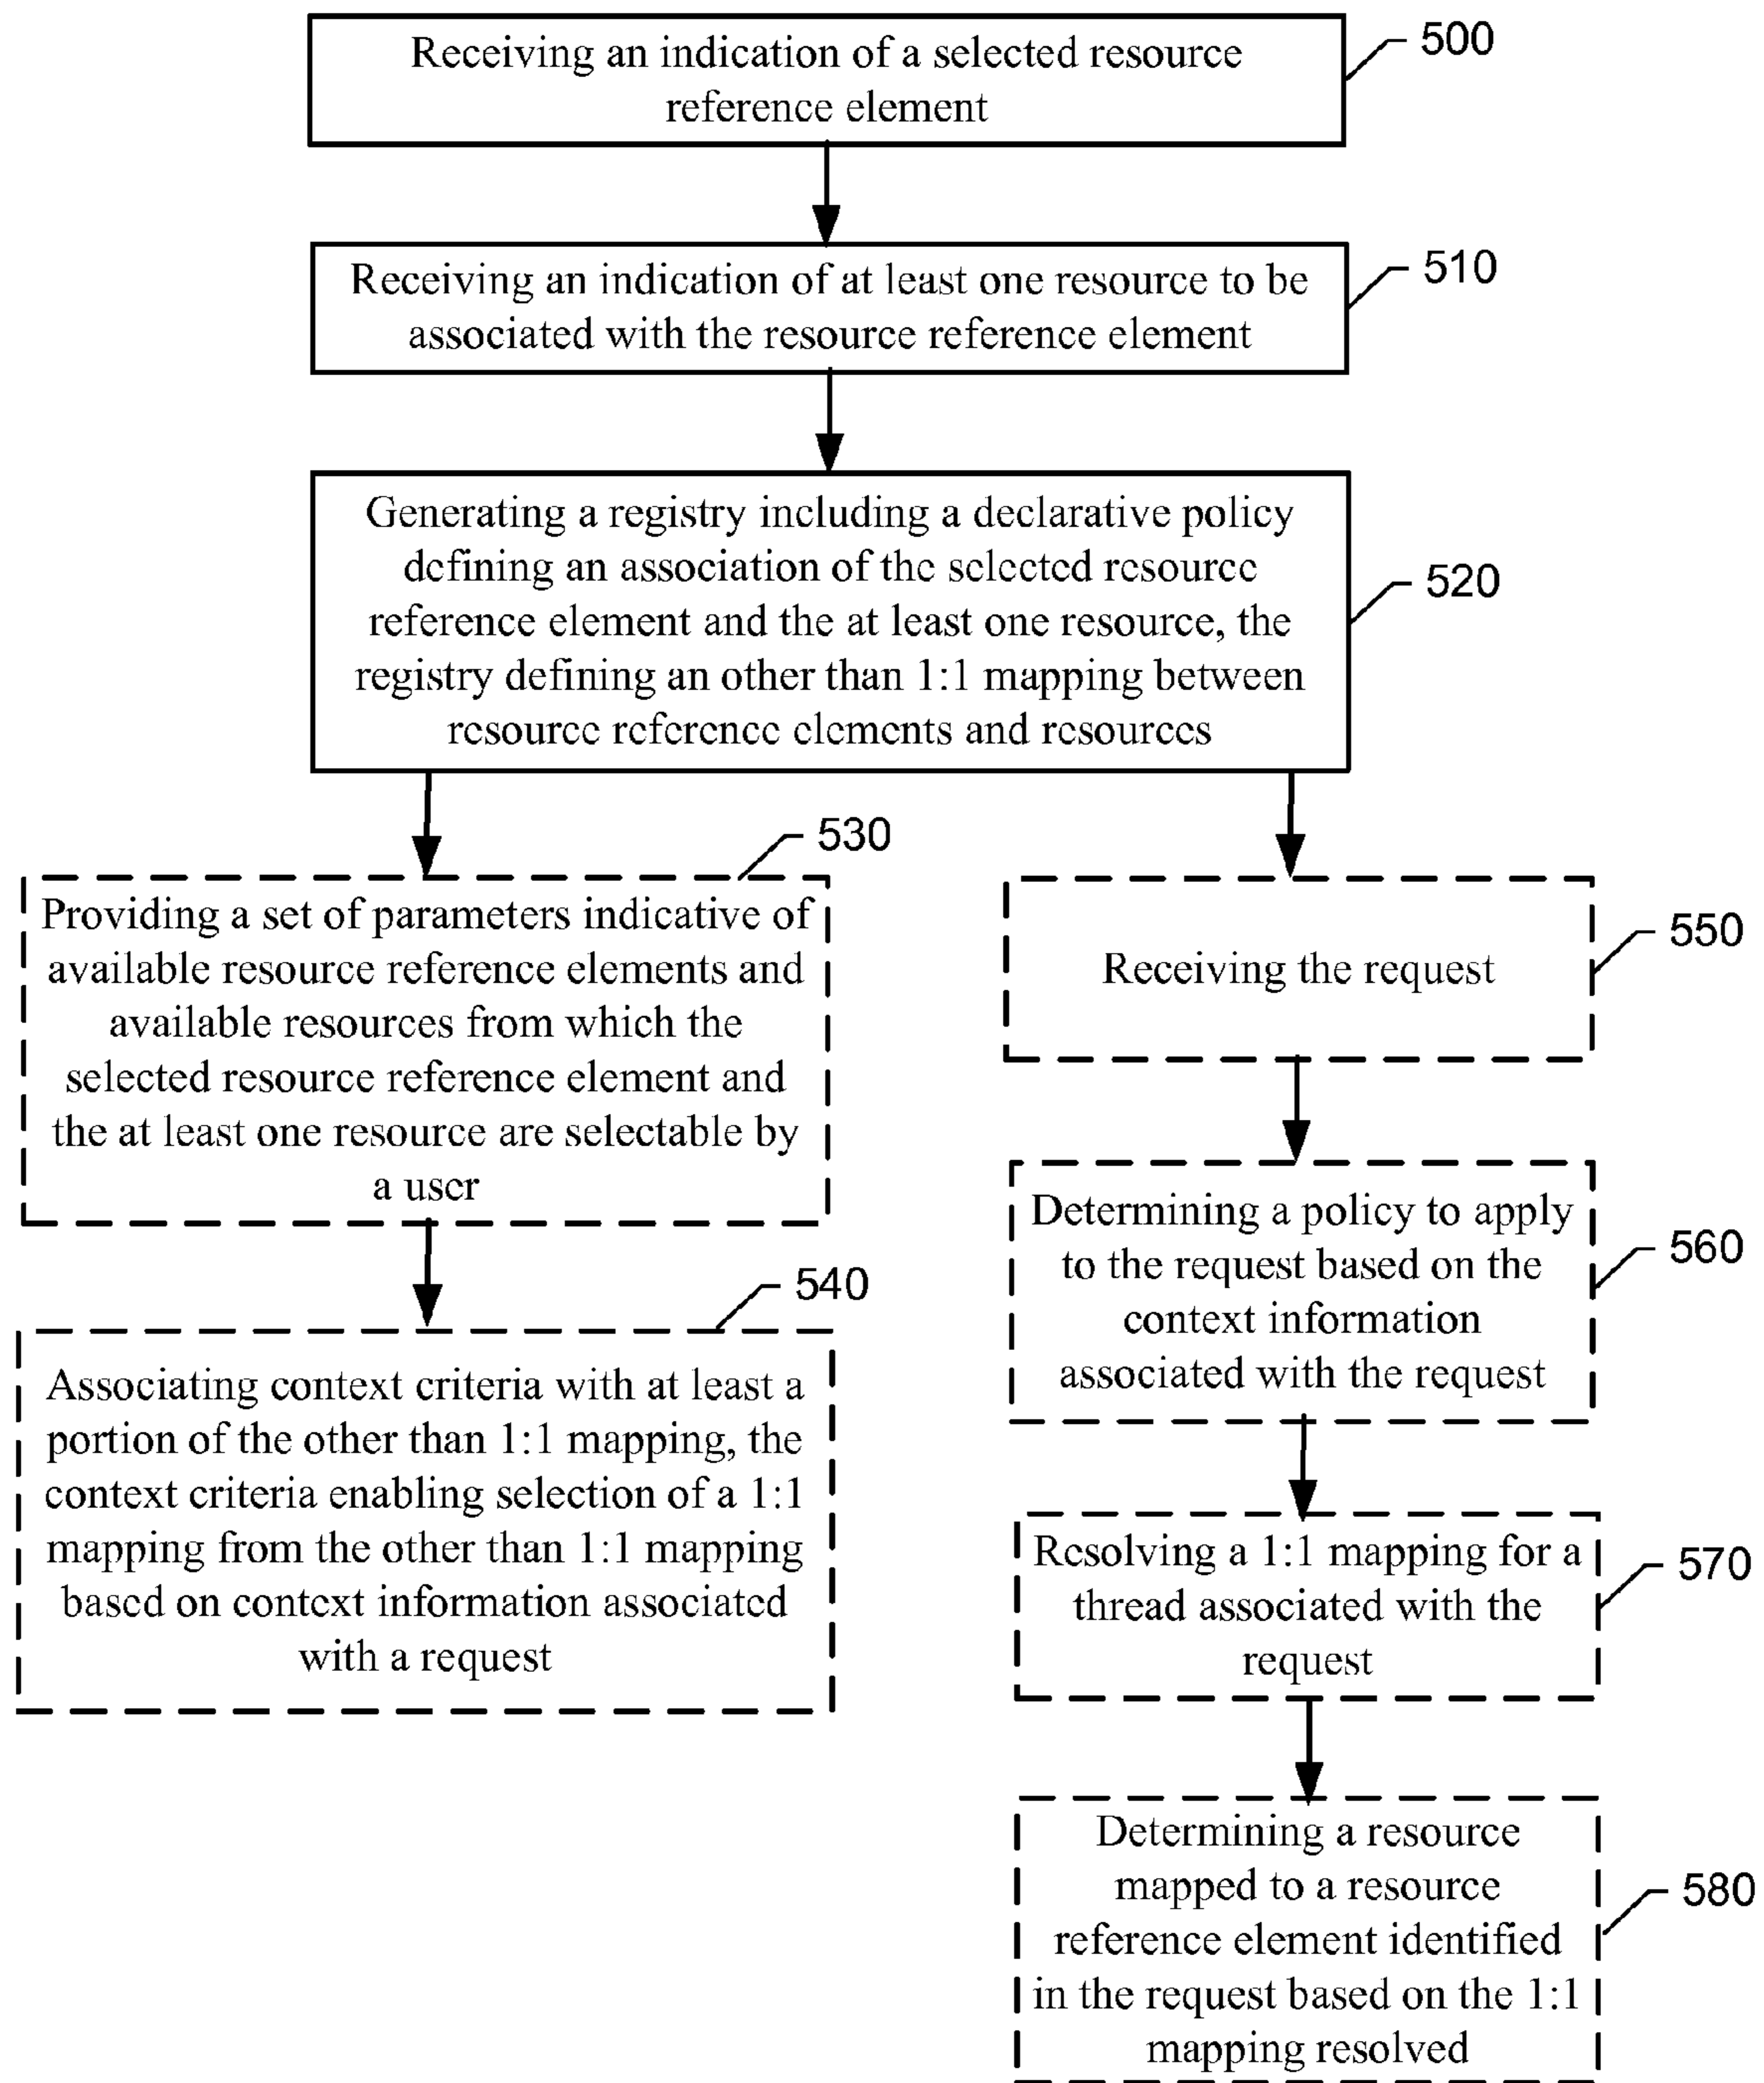 Receiving an indication of a selected resource
reference element
500
Receiving an indication of at least one resource to be
associated with the resource reference element
510
Generating a registry including a declarative policy
defining an association of the selected resource
reference element and the at least one resource, the
registry defining an other than 1:1 mapping between
resource reference elements and resources
520
530
Providing a set of parameters indicative of
available resource reference elements and
available resources from which the
selected resource reference element and
the at least one resource are selectable by
a user
540
Associating context criteria with at least a
portion of the other than 1:1 mapping, the
context criteria enabling selection of a 1:1
mapping from the other than 1:1 mapping
based on context information associated
with a request
Receiving the request
550
Determining a policy to apply
to the request based on the
context information
associated with the request
560
Resolving a 1:1 mapping for a
thread associated with the
request
570
Determining a resource
mapped to a resource
reference element identified
in the request based on the 1:1
mapping resolved
580